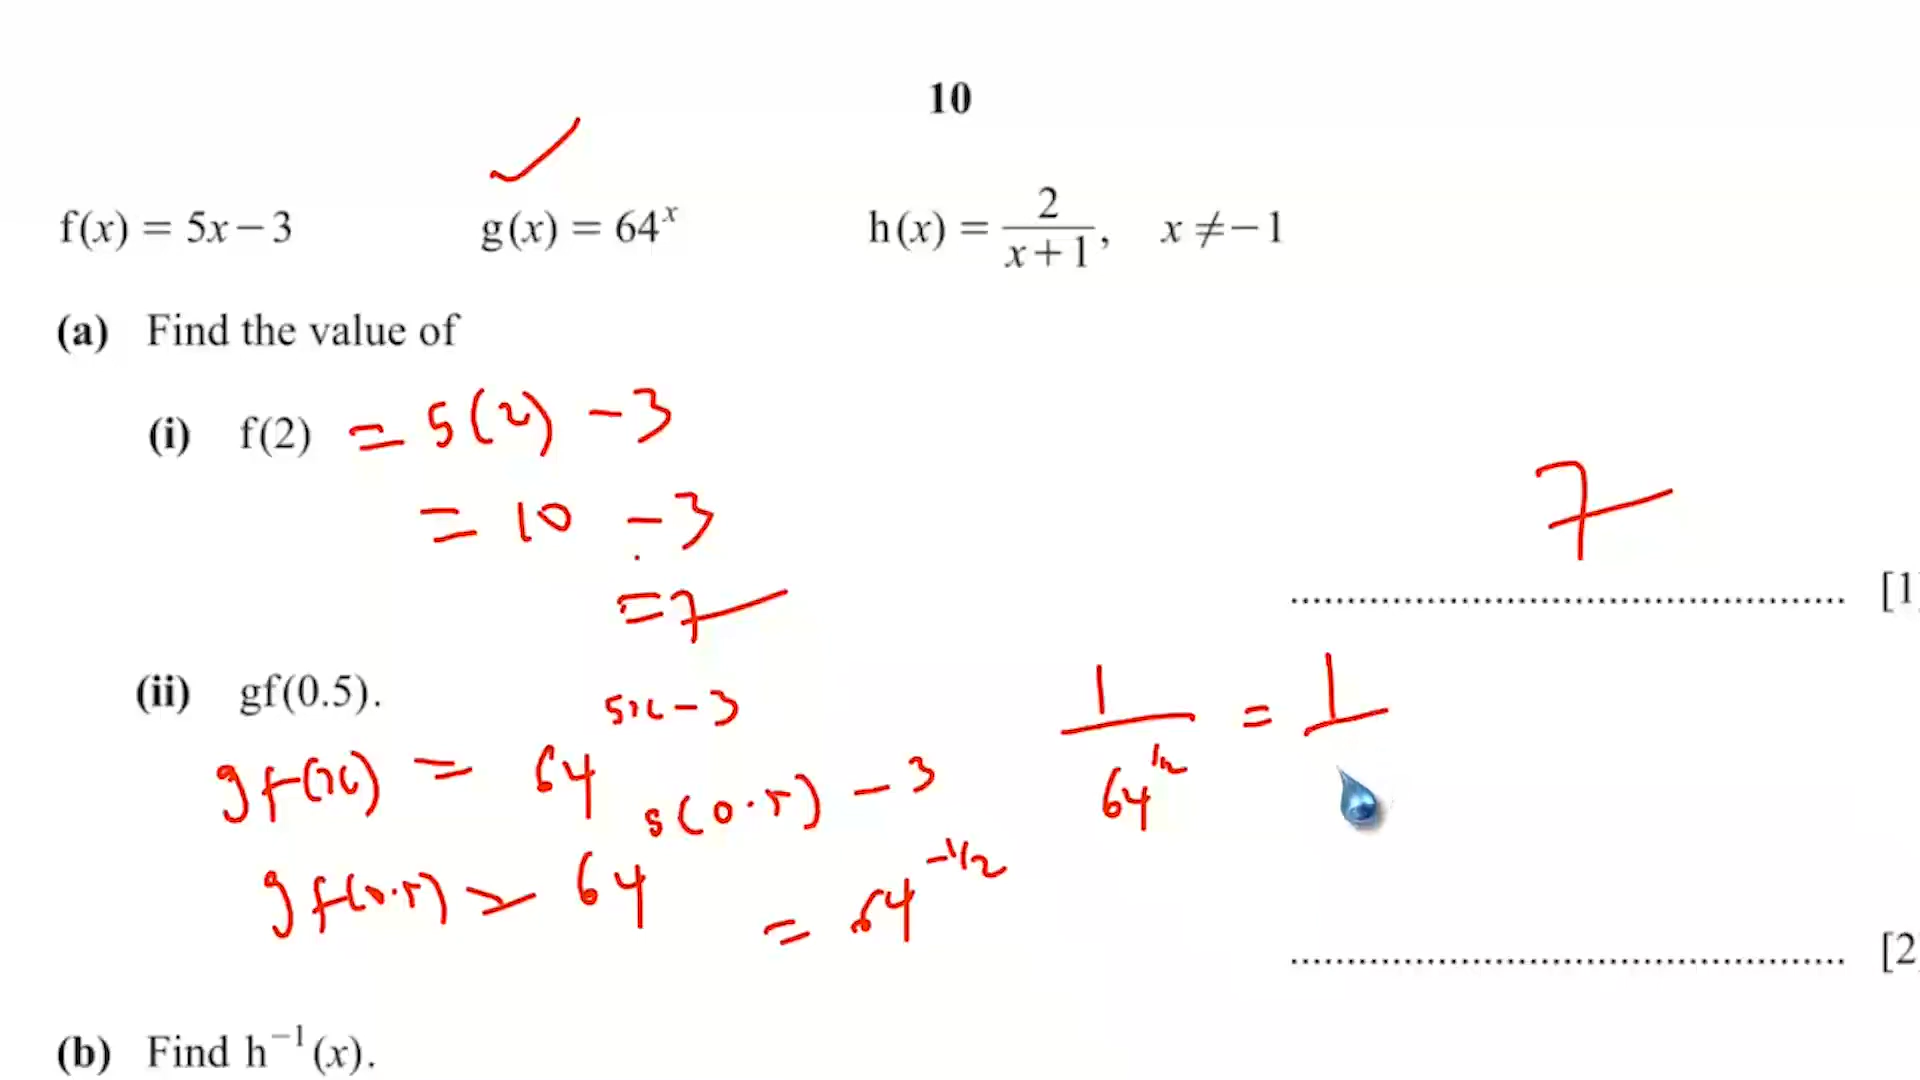 10
f(x) = 5x − 3 g(x) = 64^x h(x) = 2/(x + 1), x ≠ −1
(a) Find the value of
(i) f(2) = 5(2) − 3
= 10 − 3
= 7
7
[1]
(ii) gf(0.5).
gf(x) = 64^(5x − 3)
gf(0.5) = 64^(5(0.5) − 3) = 64^(−1/2)
1/64^(1/2) = 1
[2
(b) Find h⁻¹(x).